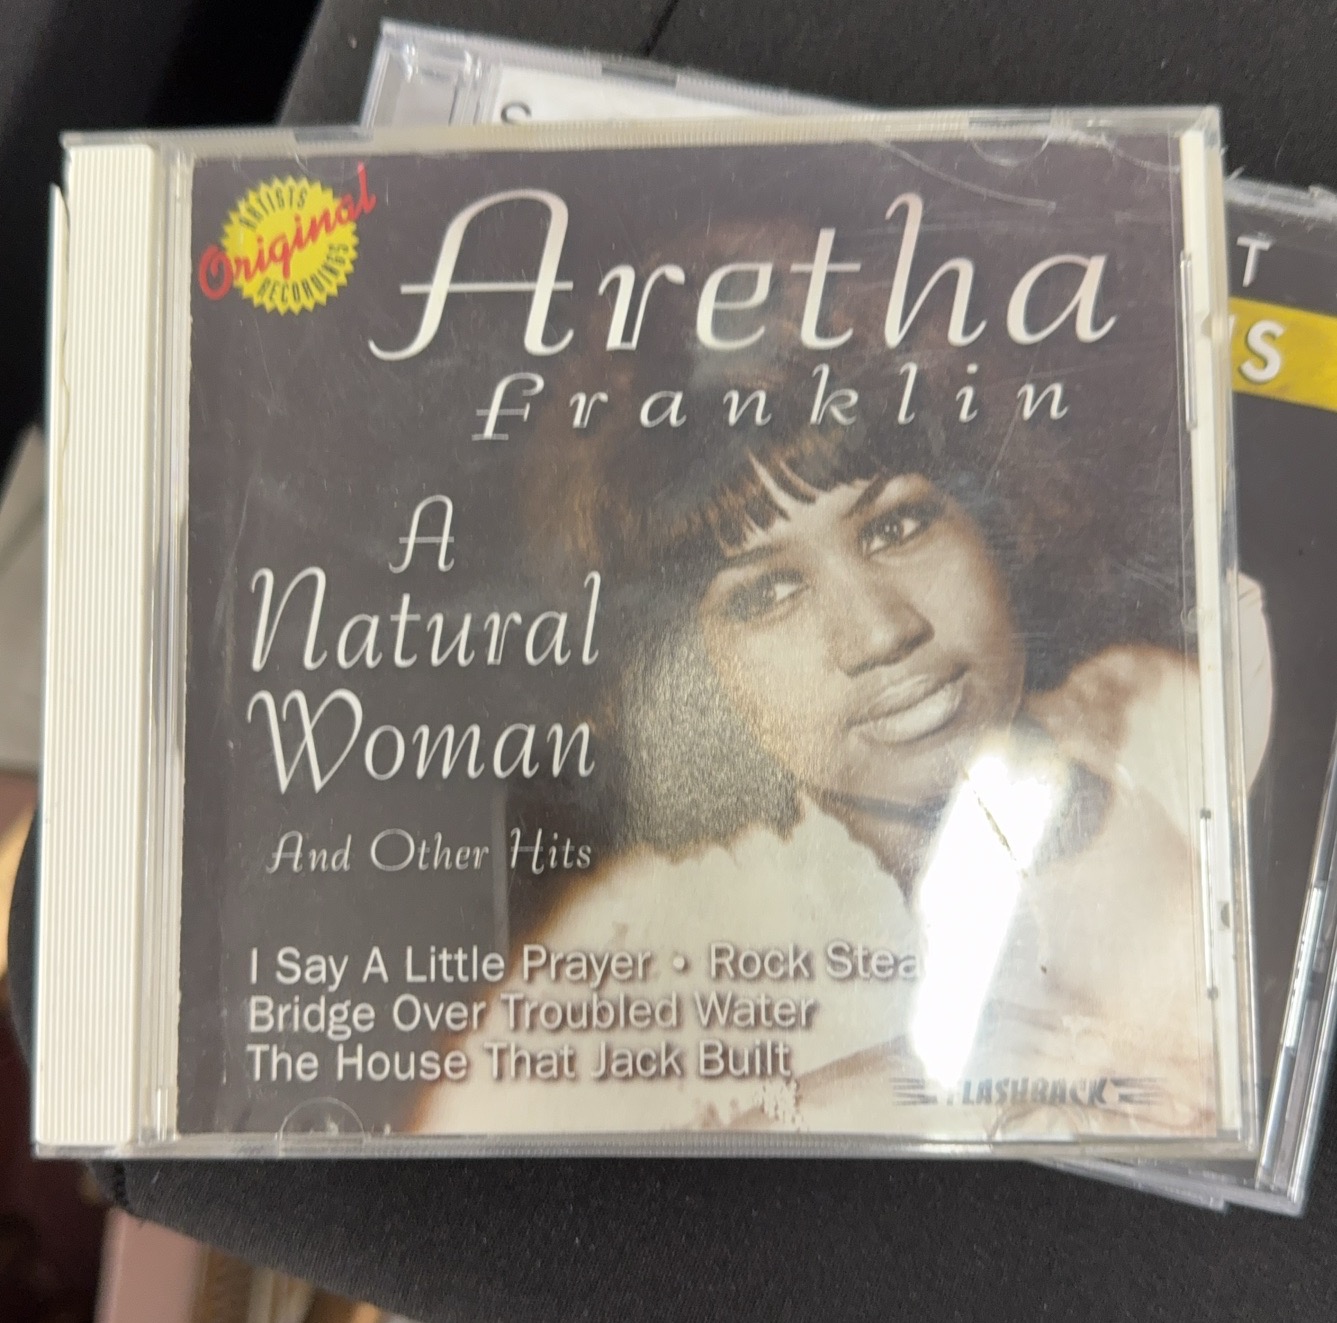 S
ARTISTS
Original
RECORDINGS
Aretha
Franklin
T
S
A
Natural
Woman
And Other Hits
I Say A Little Prayer • Rock Stea
Bridge Over Troubled Water
The House That Jack Built
FLASHBACK